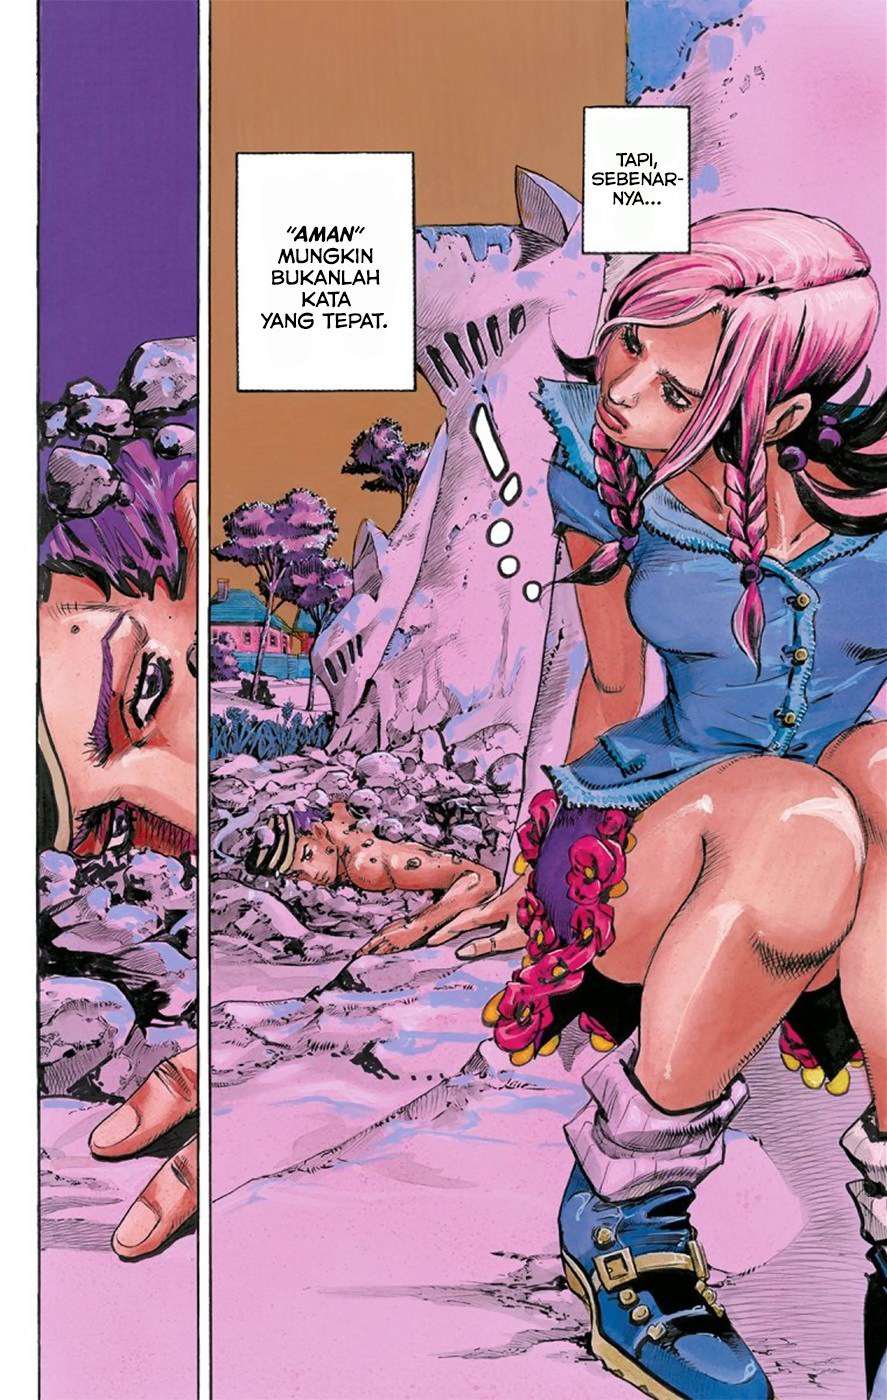 TAPI,
SEBENAR-
NYA...
"AMAN"
MUNGKIN
BUKANLAH
KATA
YANG TEPAT.